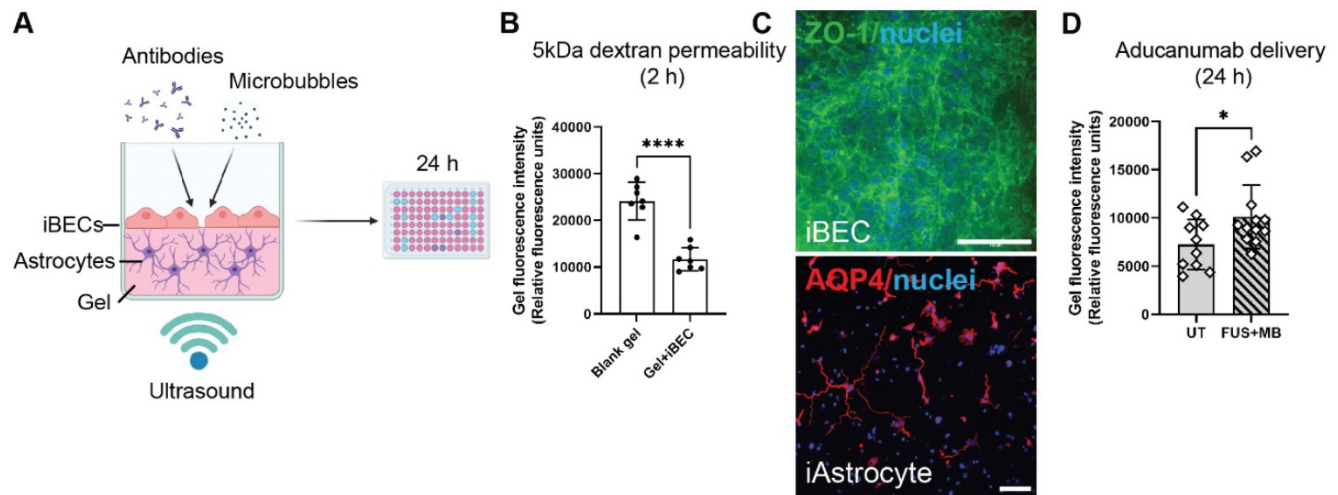 A
Antibodies
Microbubbles
iBECs
Astrocytes
Gel
Ultrasound
24 h
B
5kDa dextran permeability
(2 h)
Gel fluorescence intensity
(Relative fluorescence units)
40000
30000
20000
10000
0
****
Blank gel
Gel+iBEC
C
ZO-1/nuclei
iBEC
AQP4/nuclei
iAstrocyte
D
Aducanumab delivery
(24 h)
Gel fluorescence intensity
(Relative fluorescence units)
20000
15000
10000
5000
0
*
UT
FUS+MB